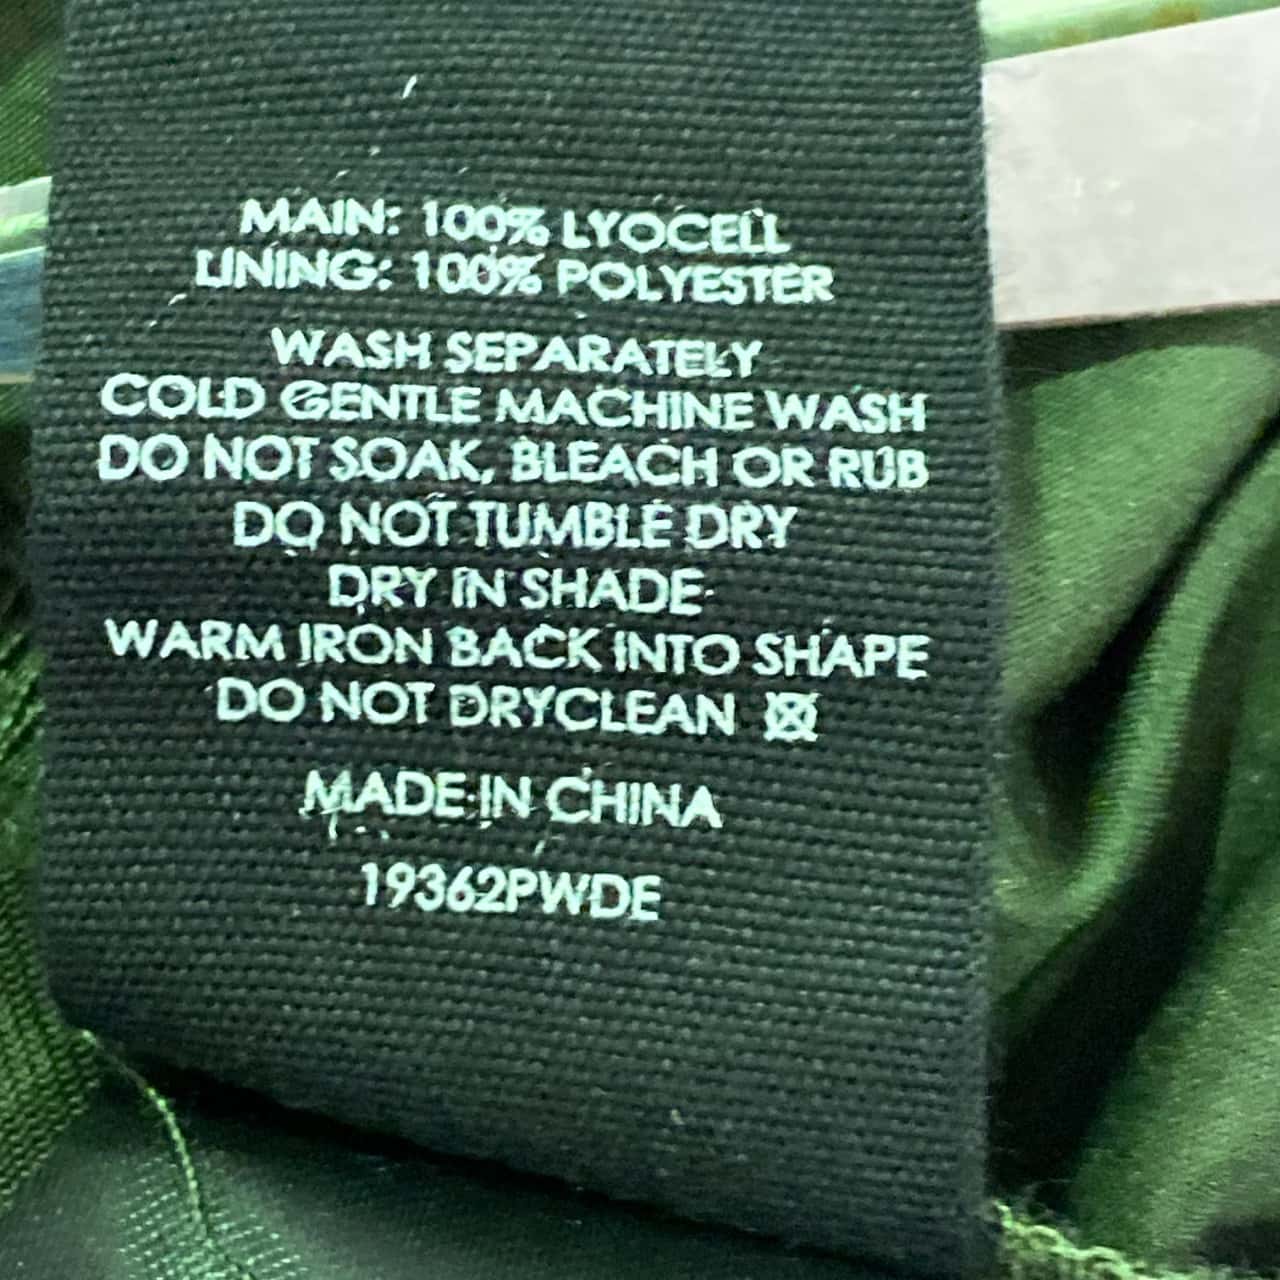 MAIN: 100% LYOCELL
LINING: 100% POLYESTER
WASH SEPARATELY
COLD GENTLE MACHINE WASH
DO NOT SOAK, BLEACH OR RUB
DO NOT TUMBLE DRY
DRY IN SHADE
WARM IRON BACK INTO SHAPE
DO NOT DRYCLEAN
MADE IN CHINA
19362PWDE